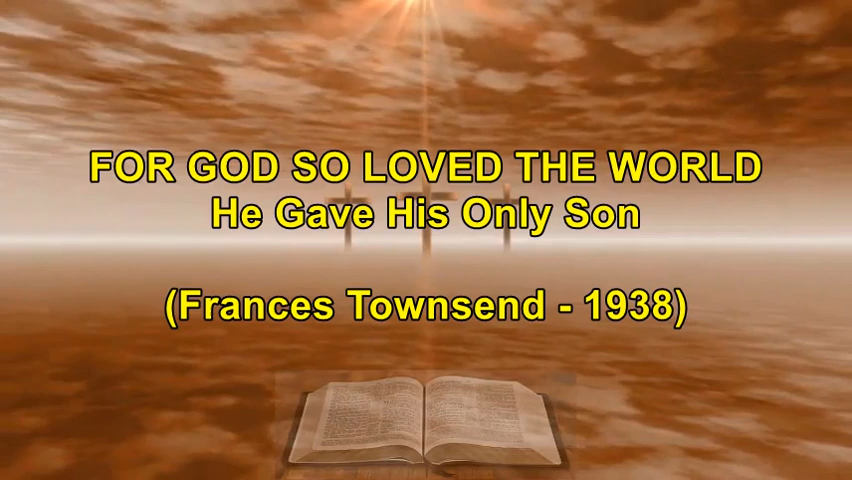 FOR GOD SO LOVED THE WORLD
He Gave His Only Son
(Frances Townsend - 1938)